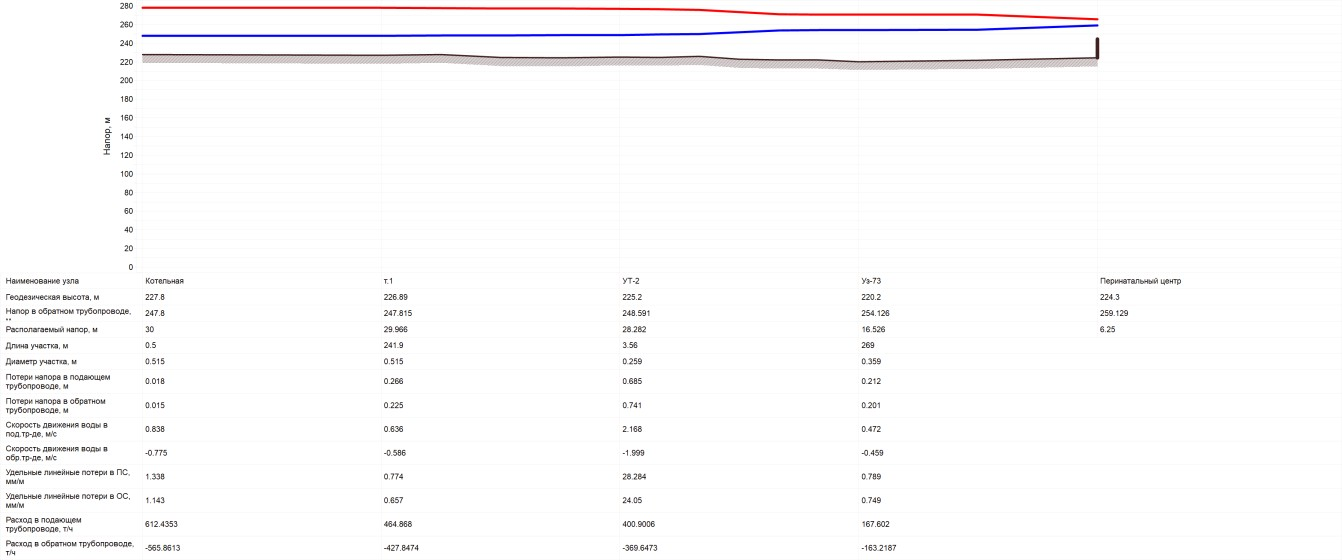 280
260
240
220
200
180
160
140
120
100
80
60
40
20
0
Напор, м
Наименование узла Котельная т.1 УТ-2 Уз-73 Перинатальный центр
Геодезическая высота, м 227.8 226.89 225.2 220.2 224.3
Напор в обратном трубопроводе, 247.8 247.815 248.591 254.126 259.129
Располагаемый напор, м 30 29.966 28.282 16.526 6.25
Длина участка, м 0.5 241.9 3.56 269
Диаметр участка, м 0.515 0.515 0.259 0.359
Потери напора в подающем
трубопроводе, м 0.018 0.266 0.685 0.212
Потери напора в обратном
трубопроводе, м 0.015 0.225 0.741 0.201
Скорость движения воды в
под.тр-де, м/с 0.838 0.636 2.168 0.472
Скорость движения воды в
обр.тр-де, м/с -0.775 -0.586 -1.999 -0.459
Удельные линейные потери в ПС,
мм/м 1.338 0.774 28.284 0.789
Удельные линейные потери в ОС,
мм/м 1.143 0.657 24.05 0.749
Расход в подающем
трубопроводе, т/ч 612.4353 464.868 400.9006 167.602
Расход в обратном трубопроводе,
т/ч -565.8613 -427.8474 -369.6473 -163.2187